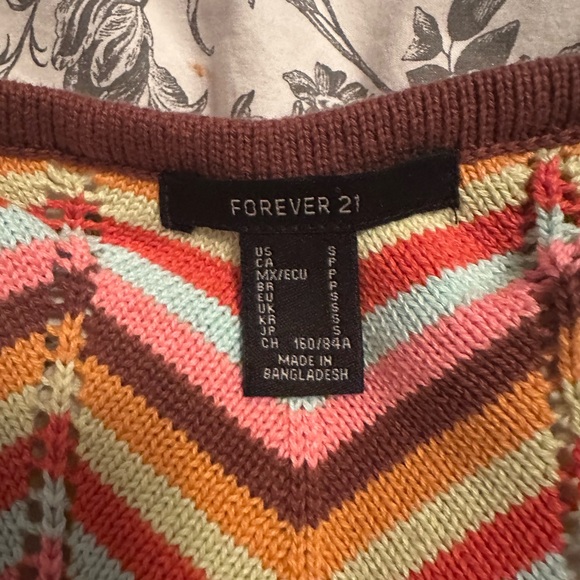 FOREVER 21
US S
CA P
MX/ECU P
BR P
EU S
UK S
KR S
JP S
CH 160/84A
MADE IN
BANGLADESH